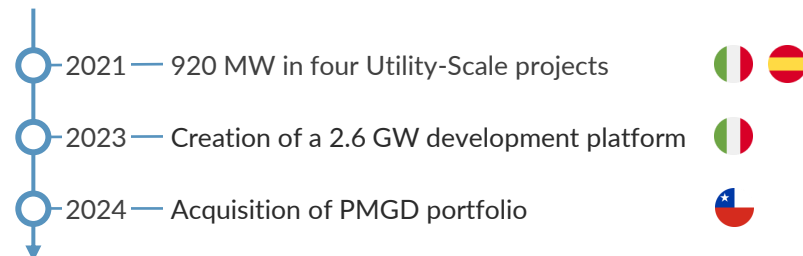 2021 920 MW in four Utility-Scale projects
2023 Creation of a 2.6 GW development platform
2024 Acquisition of PMGD portfolio